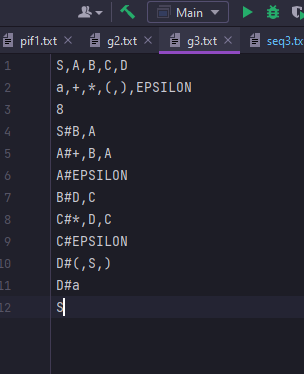 Main
pif1.txt × g2.txt × g3.txt × seq3.tx
1 S,A,B,C,D
2 a,+,*,(,),EPSILON
3 8
4 S#B,A
5 A#+,B,A
6 A#EPSILON
7 B#D,C
8 C#*,D,C
9 C#EPSILON
10 D#(,S,)
11 D#a
12 S